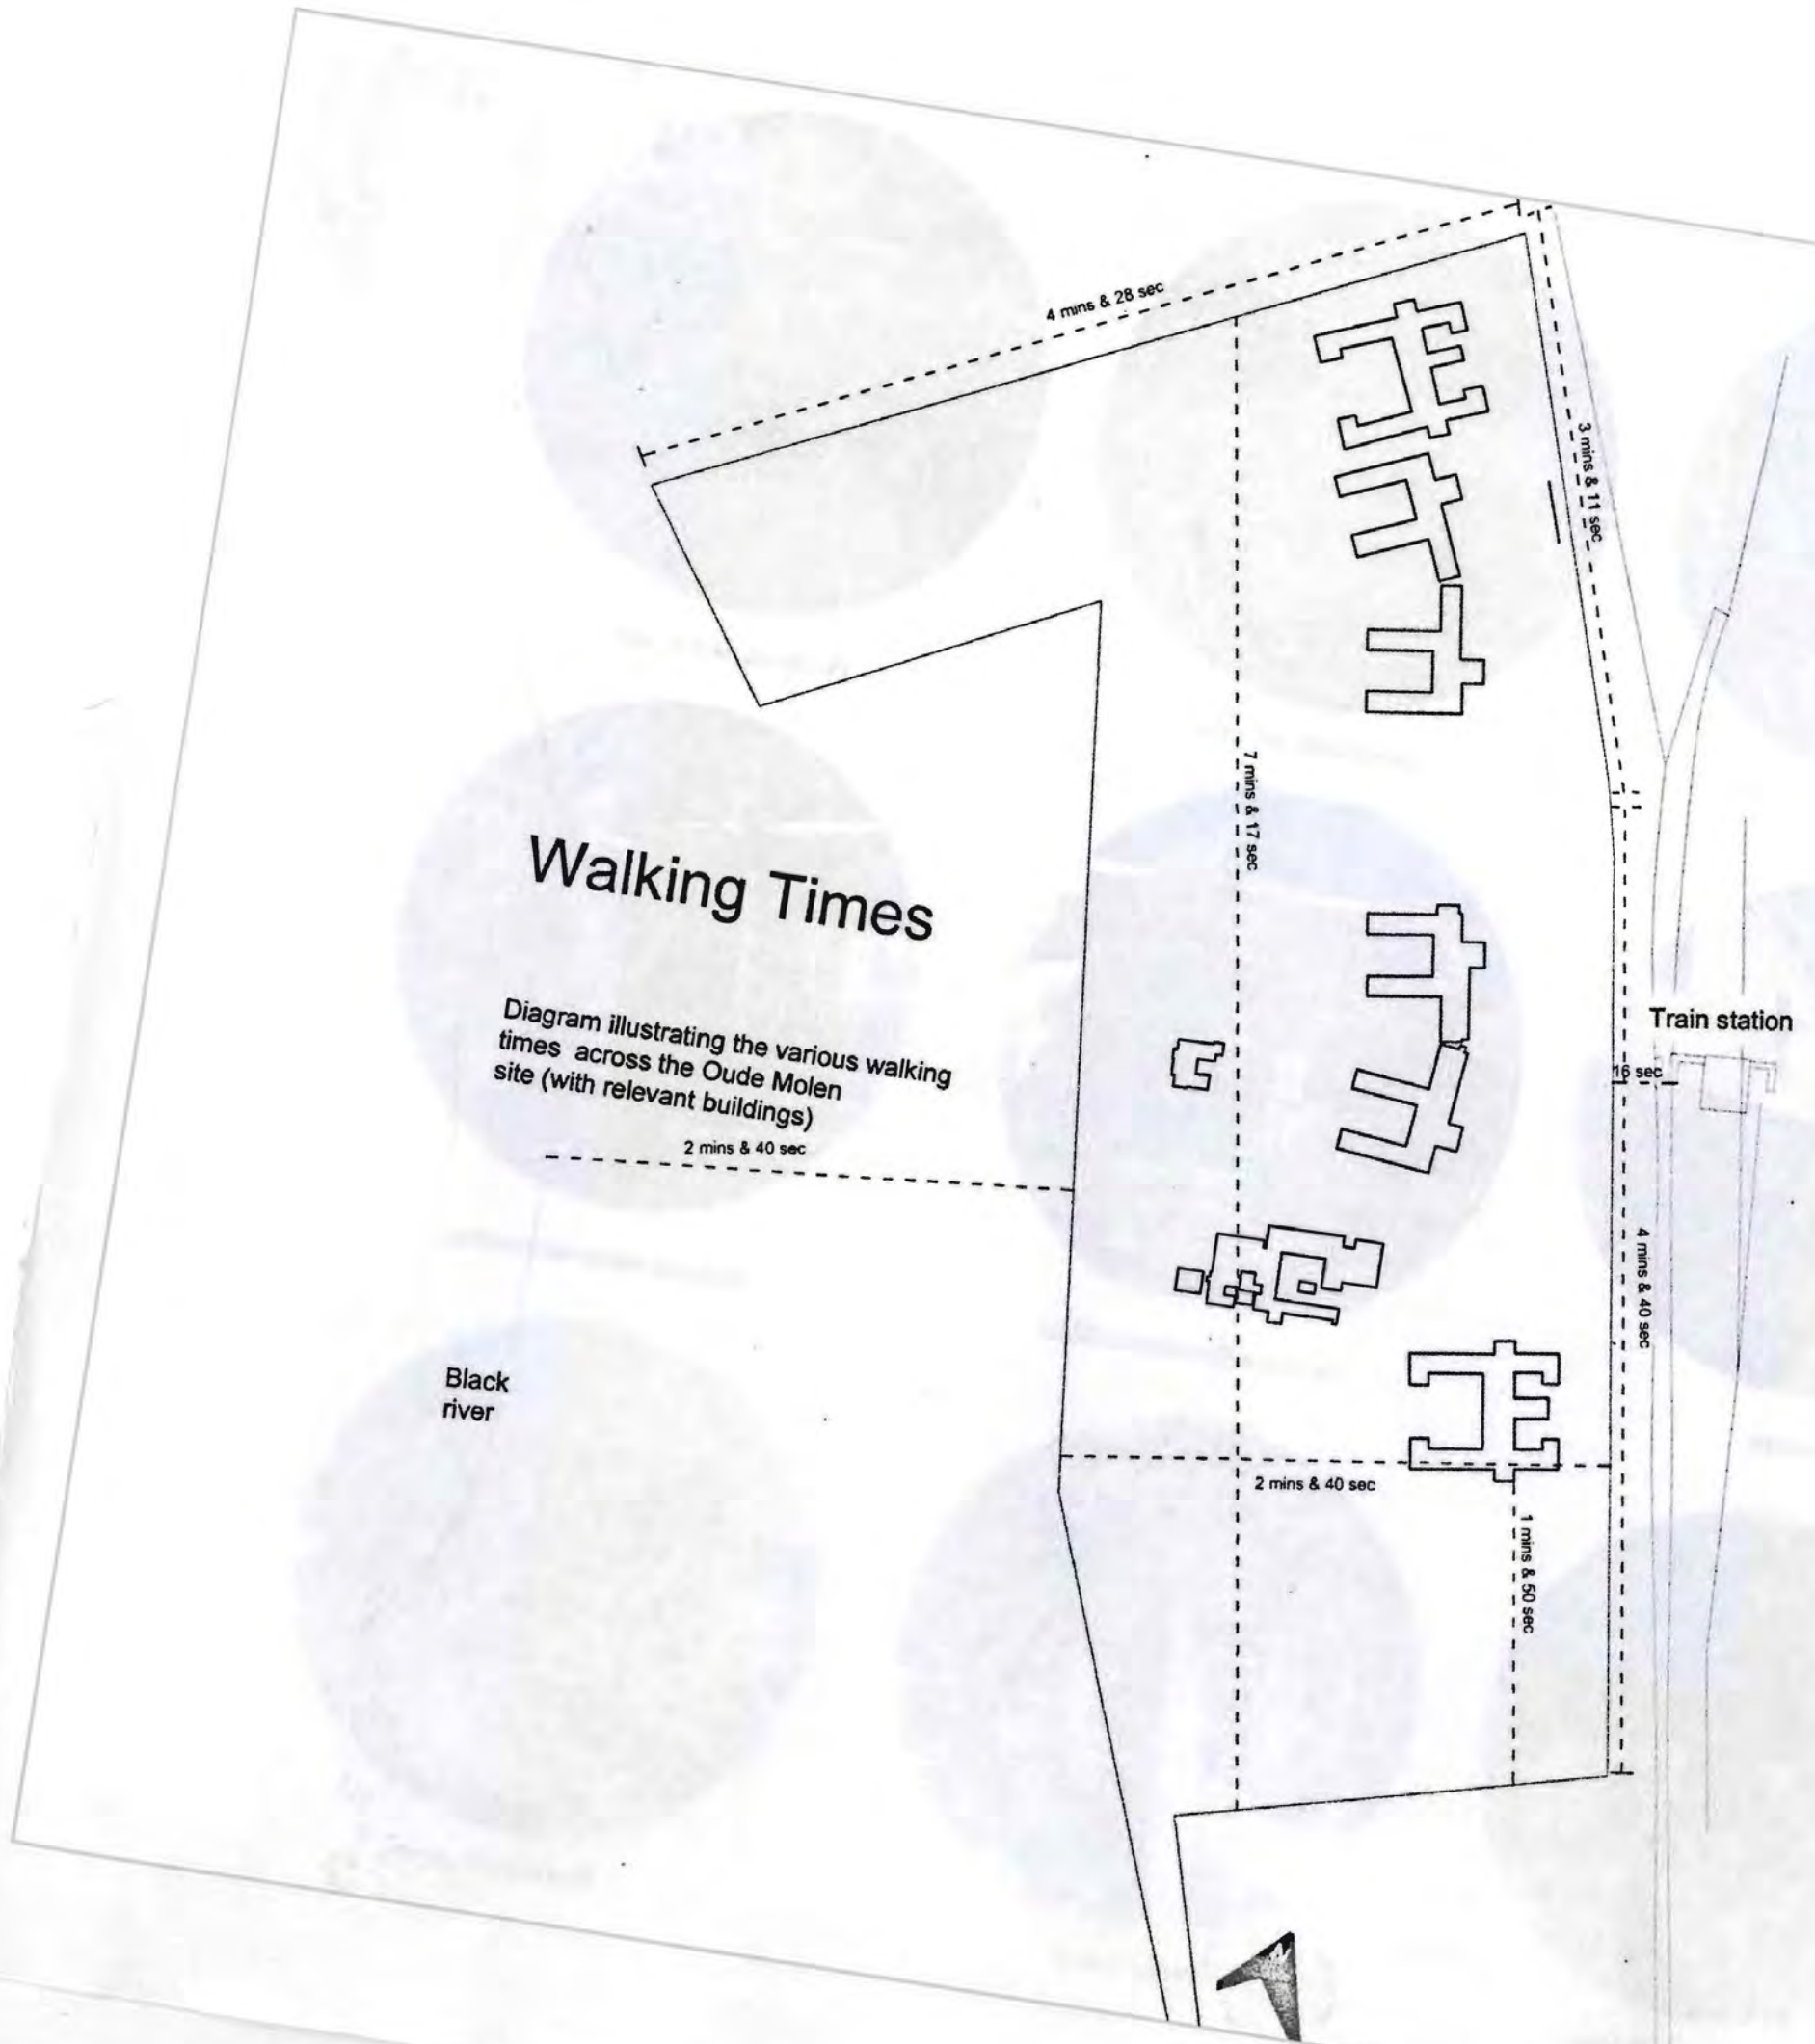 4 mins & 28 sec
3 mins & 11 sec
7 mins & 17 sec
Walking Times
Diagram illustrating the various walking
times across the Oude Molen
site (with relevant buildings)
2 mins & 40 sec
Train station
16 sec
4 mins & 40 sec
Black
river
2 mins & 40 sec
1 mins & 50 sec